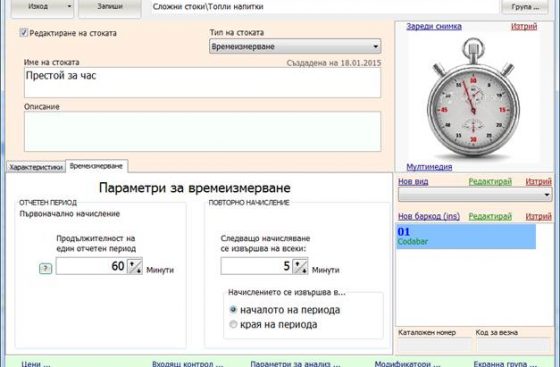 Изход
Запиши
Сложни стоки\Топли напитки
Група ...
Редактиране на стоката
Тип на стоката
Времеизмерване
Зареди снимка
Изтрий
Име на стоката
Създадена на 18.01.2015
Престой за час
Описание
Мултимедия
Характеристики
Времеизмерване
Нов вид
Редактирай
Изтрий
Параметри за времеизмерване
ОТЧЕТЕН ПЕРИОД
Първоначално начисление
ПОВТОРНО НАЧИСЛЕНИЕ
Нов баркод (ins)
Редактирай
Изтрий
01
Codabar
Продължителност на
един отчетен период
? 60 Минути
Следващо начисляване
се извършва на всеки:
5 Минути
Начислението се извършва в...
началото на периода
края на периода
Каталожен номер
Код за везна
Цени ...
Входящ контрол ...
Параметри за анализ ...
Модификатори ...
Екранна група ...